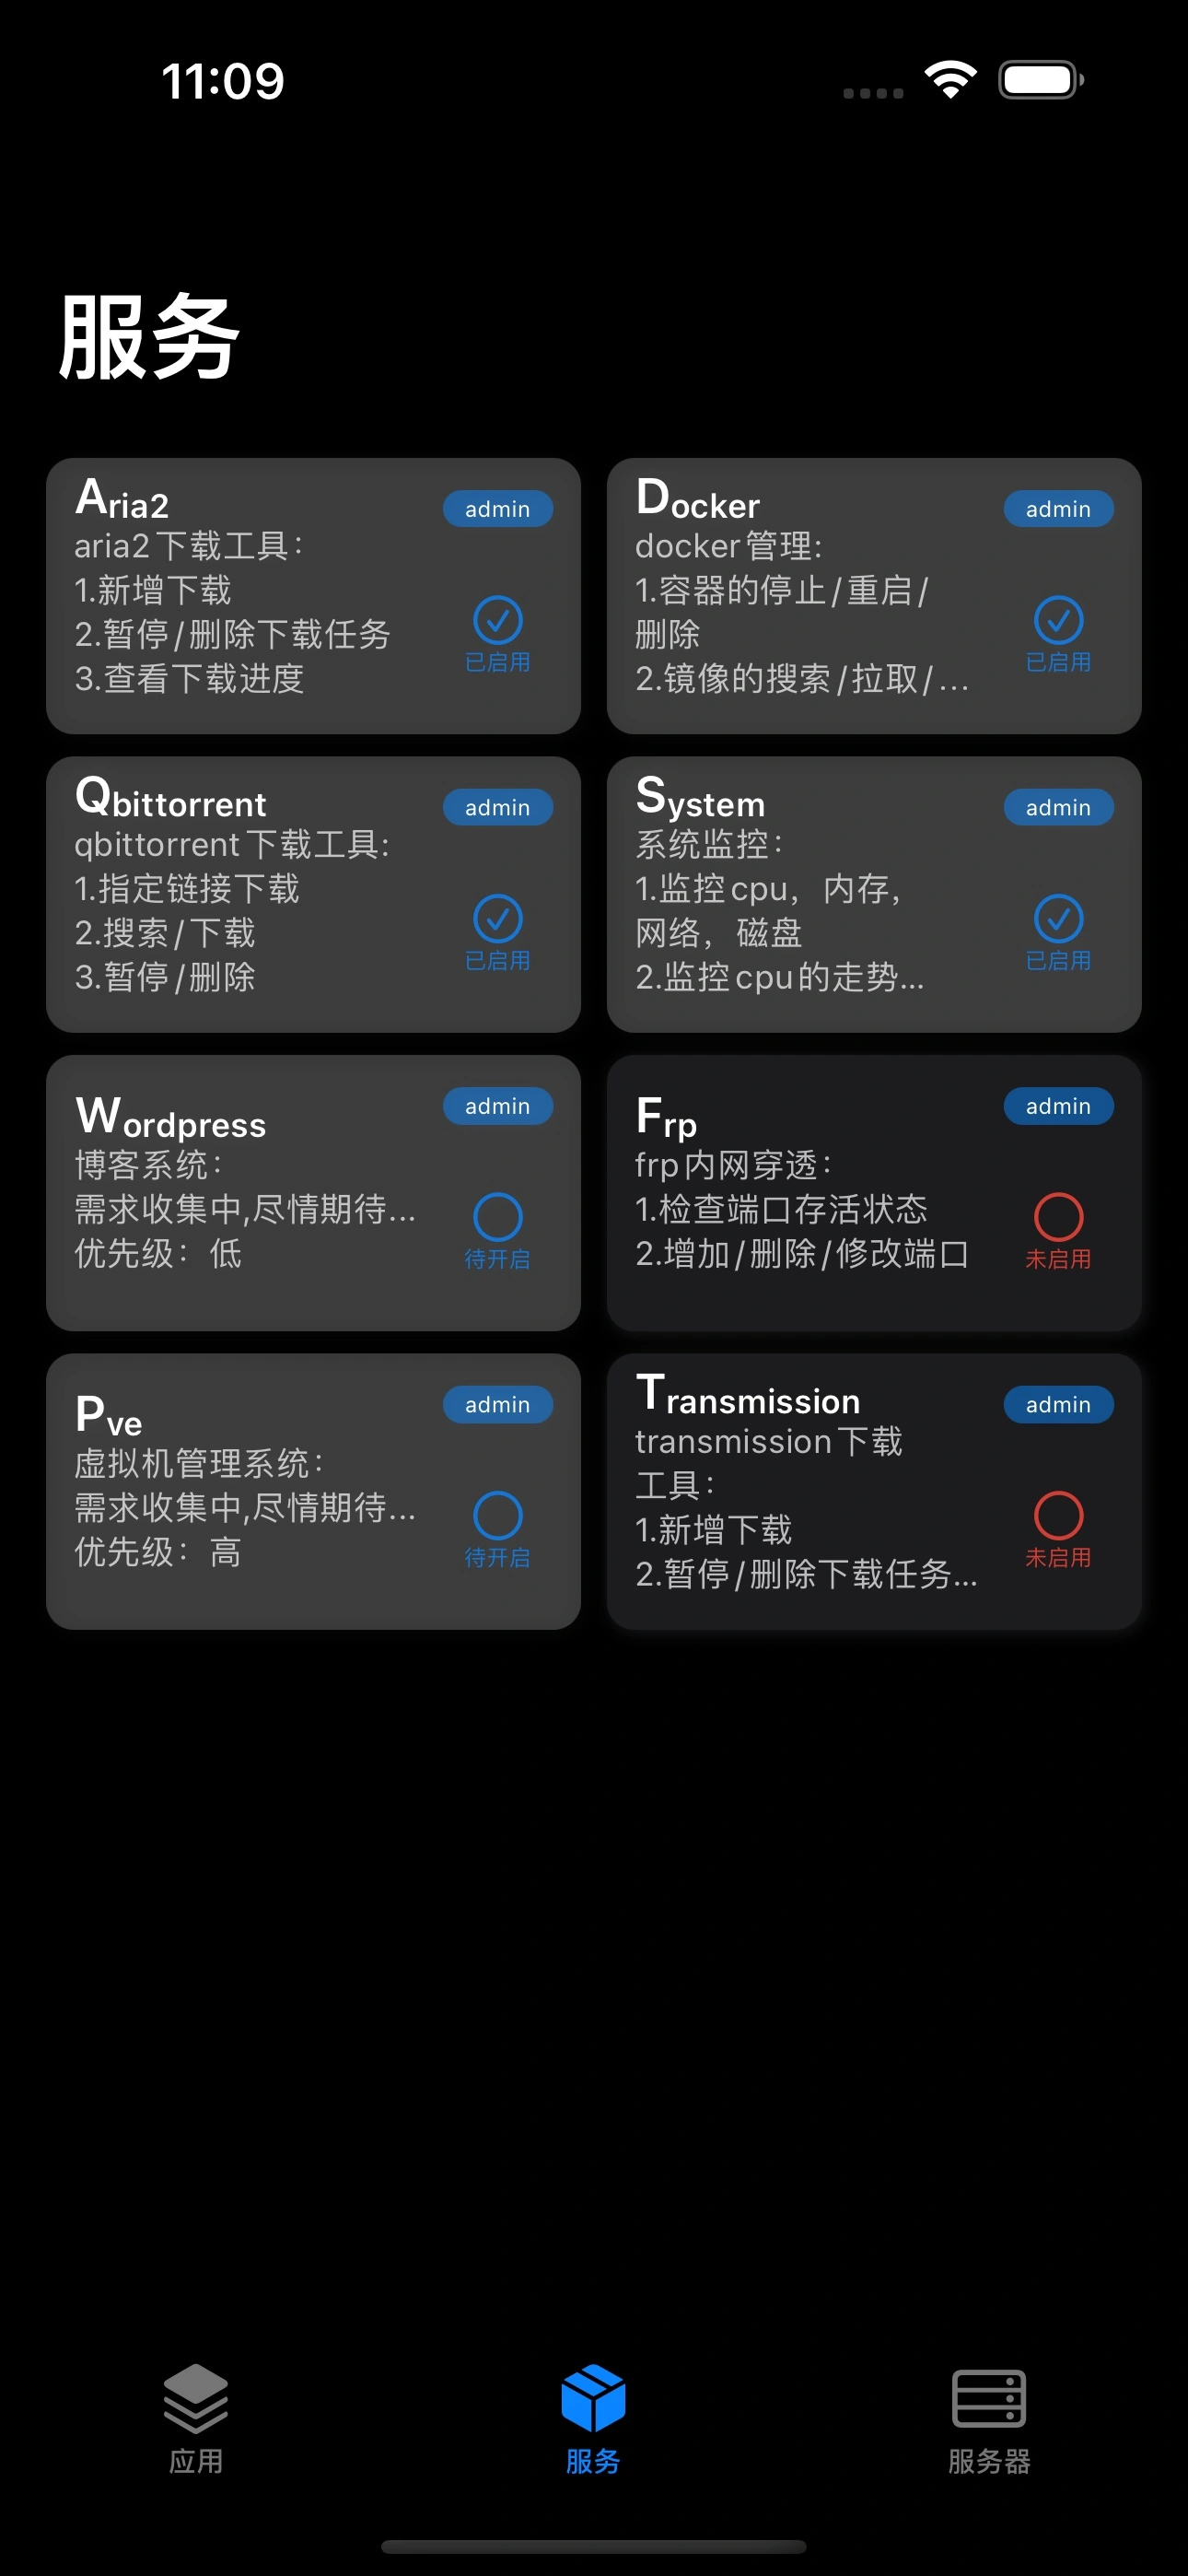 11:09
服务
Aria2
admin
aria2下载工具：
1.新增下载
2.暂停/删除下载任务
3.查看下载进度
已启用
Docker
admin
docker管理:
1.容器的停止/重启/
删除
2.镜像的搜索/拉取/...
已启用
Qbittorrent
admin
qbittorrent下载工具:
1.指定链接下载
2.搜索/下载
3.暂停/删除
已启用
System
admin
系统监控：
1.监控cpu，内存，
网络，磁盘
2.监控cpu的走势...
已启用
Wordpress
admin
博客系统：
需求收集中,尽情期待...
优先级：低
待开启
Frp
admin
frp内网穿透：
1.检查端口存活状态
2.增加/删除/修改端口
未启用
Pve
admin
虚拟机管理系统：
需求收集中,尽情期待...
优先级：高
待开启
Transmission
admin
transmission下载
工具：
1.新增下载
2.暂停/删除下载任务...
未启用
应用
服务
服务器